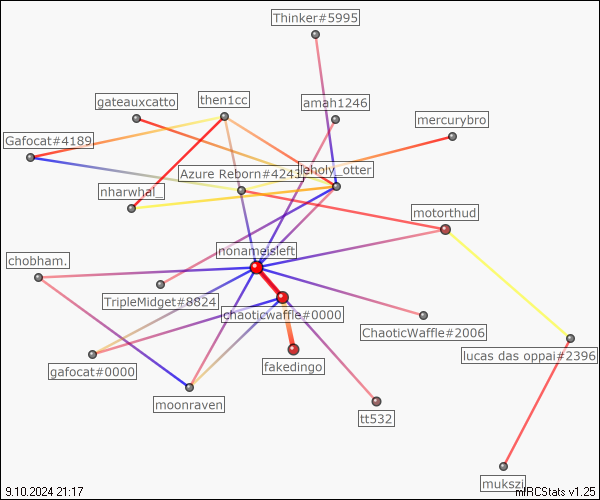 Thinker#5995
gateauxcatto
then1cc
amah1246
mercurybro
Gafocat#4189
Azure Reborn#4243
leholy_otter
nharwhal_
motorthud
nonameisleft
chobham.
TripleMidget#8824
chaoticwaffle#0000
ChaoticWaffle#2006
lucas das oppai#2396
gafocat#0000
fakedingo
moonraven
tt532
mukszi
9.10.2024 21:17
mIRCStats v1.25